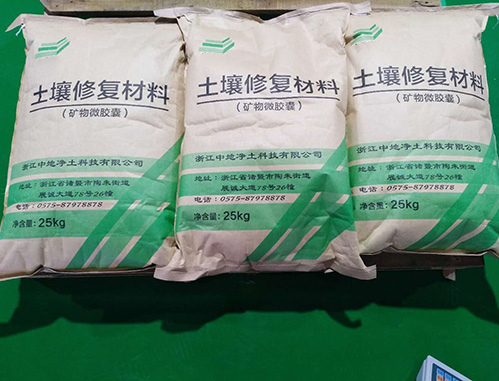 土壤修复材料
（矿物微胶囊）
浙江中地净土科技有限公司
地址：浙江省诸暨市陶朱街道
展诚大道78号26幢
电话：0575-87978878
净含量：25kg
土壤修复材料
（矿物微胶囊）
浙江中地净土科技有限公司
地址：浙江省诸暨市陶朱街道
展诚大道78号26幢
电话：0575-87978878
净含量：25kg
土壤修复材料
（矿物微胶囊）
浙江中地净土科技有限公司
地址：浙江省诸暨市陶朱街道
展诚大道78号26幢
电话：0575-87978878
净含量：25kg